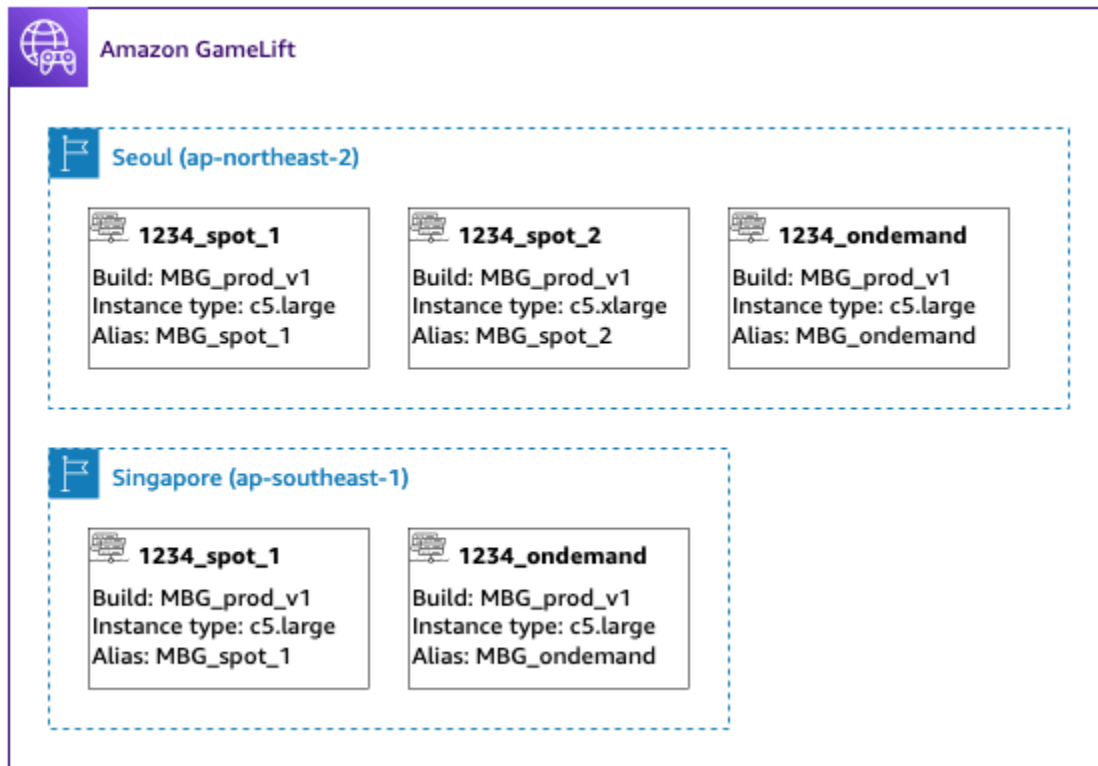 Amazon GameLift
Seoul (ap-northeast-2)
1234_spot_1
Build: MBG_prod_v1
Instance type: c5.large
Alias: MBG_spot_1
1234_spot_2
Build: MBG_prod_v1
Instance type: c5.xlarge
Alias: MBG_spot_2
1234_ondemand
Build: MBG_prod_v1
Instance type: c5.large
Alias: MBG_ondemand
Singapore (ap-southeast-1)
1234_spot_1
Build: MBG_prod_v1
Instance type: c5.large
Alias: MBG_spot_1
1234_ondemand
Build: MBG_prod_v1
Instance type: c5.large
Alias: MBG_ondemand